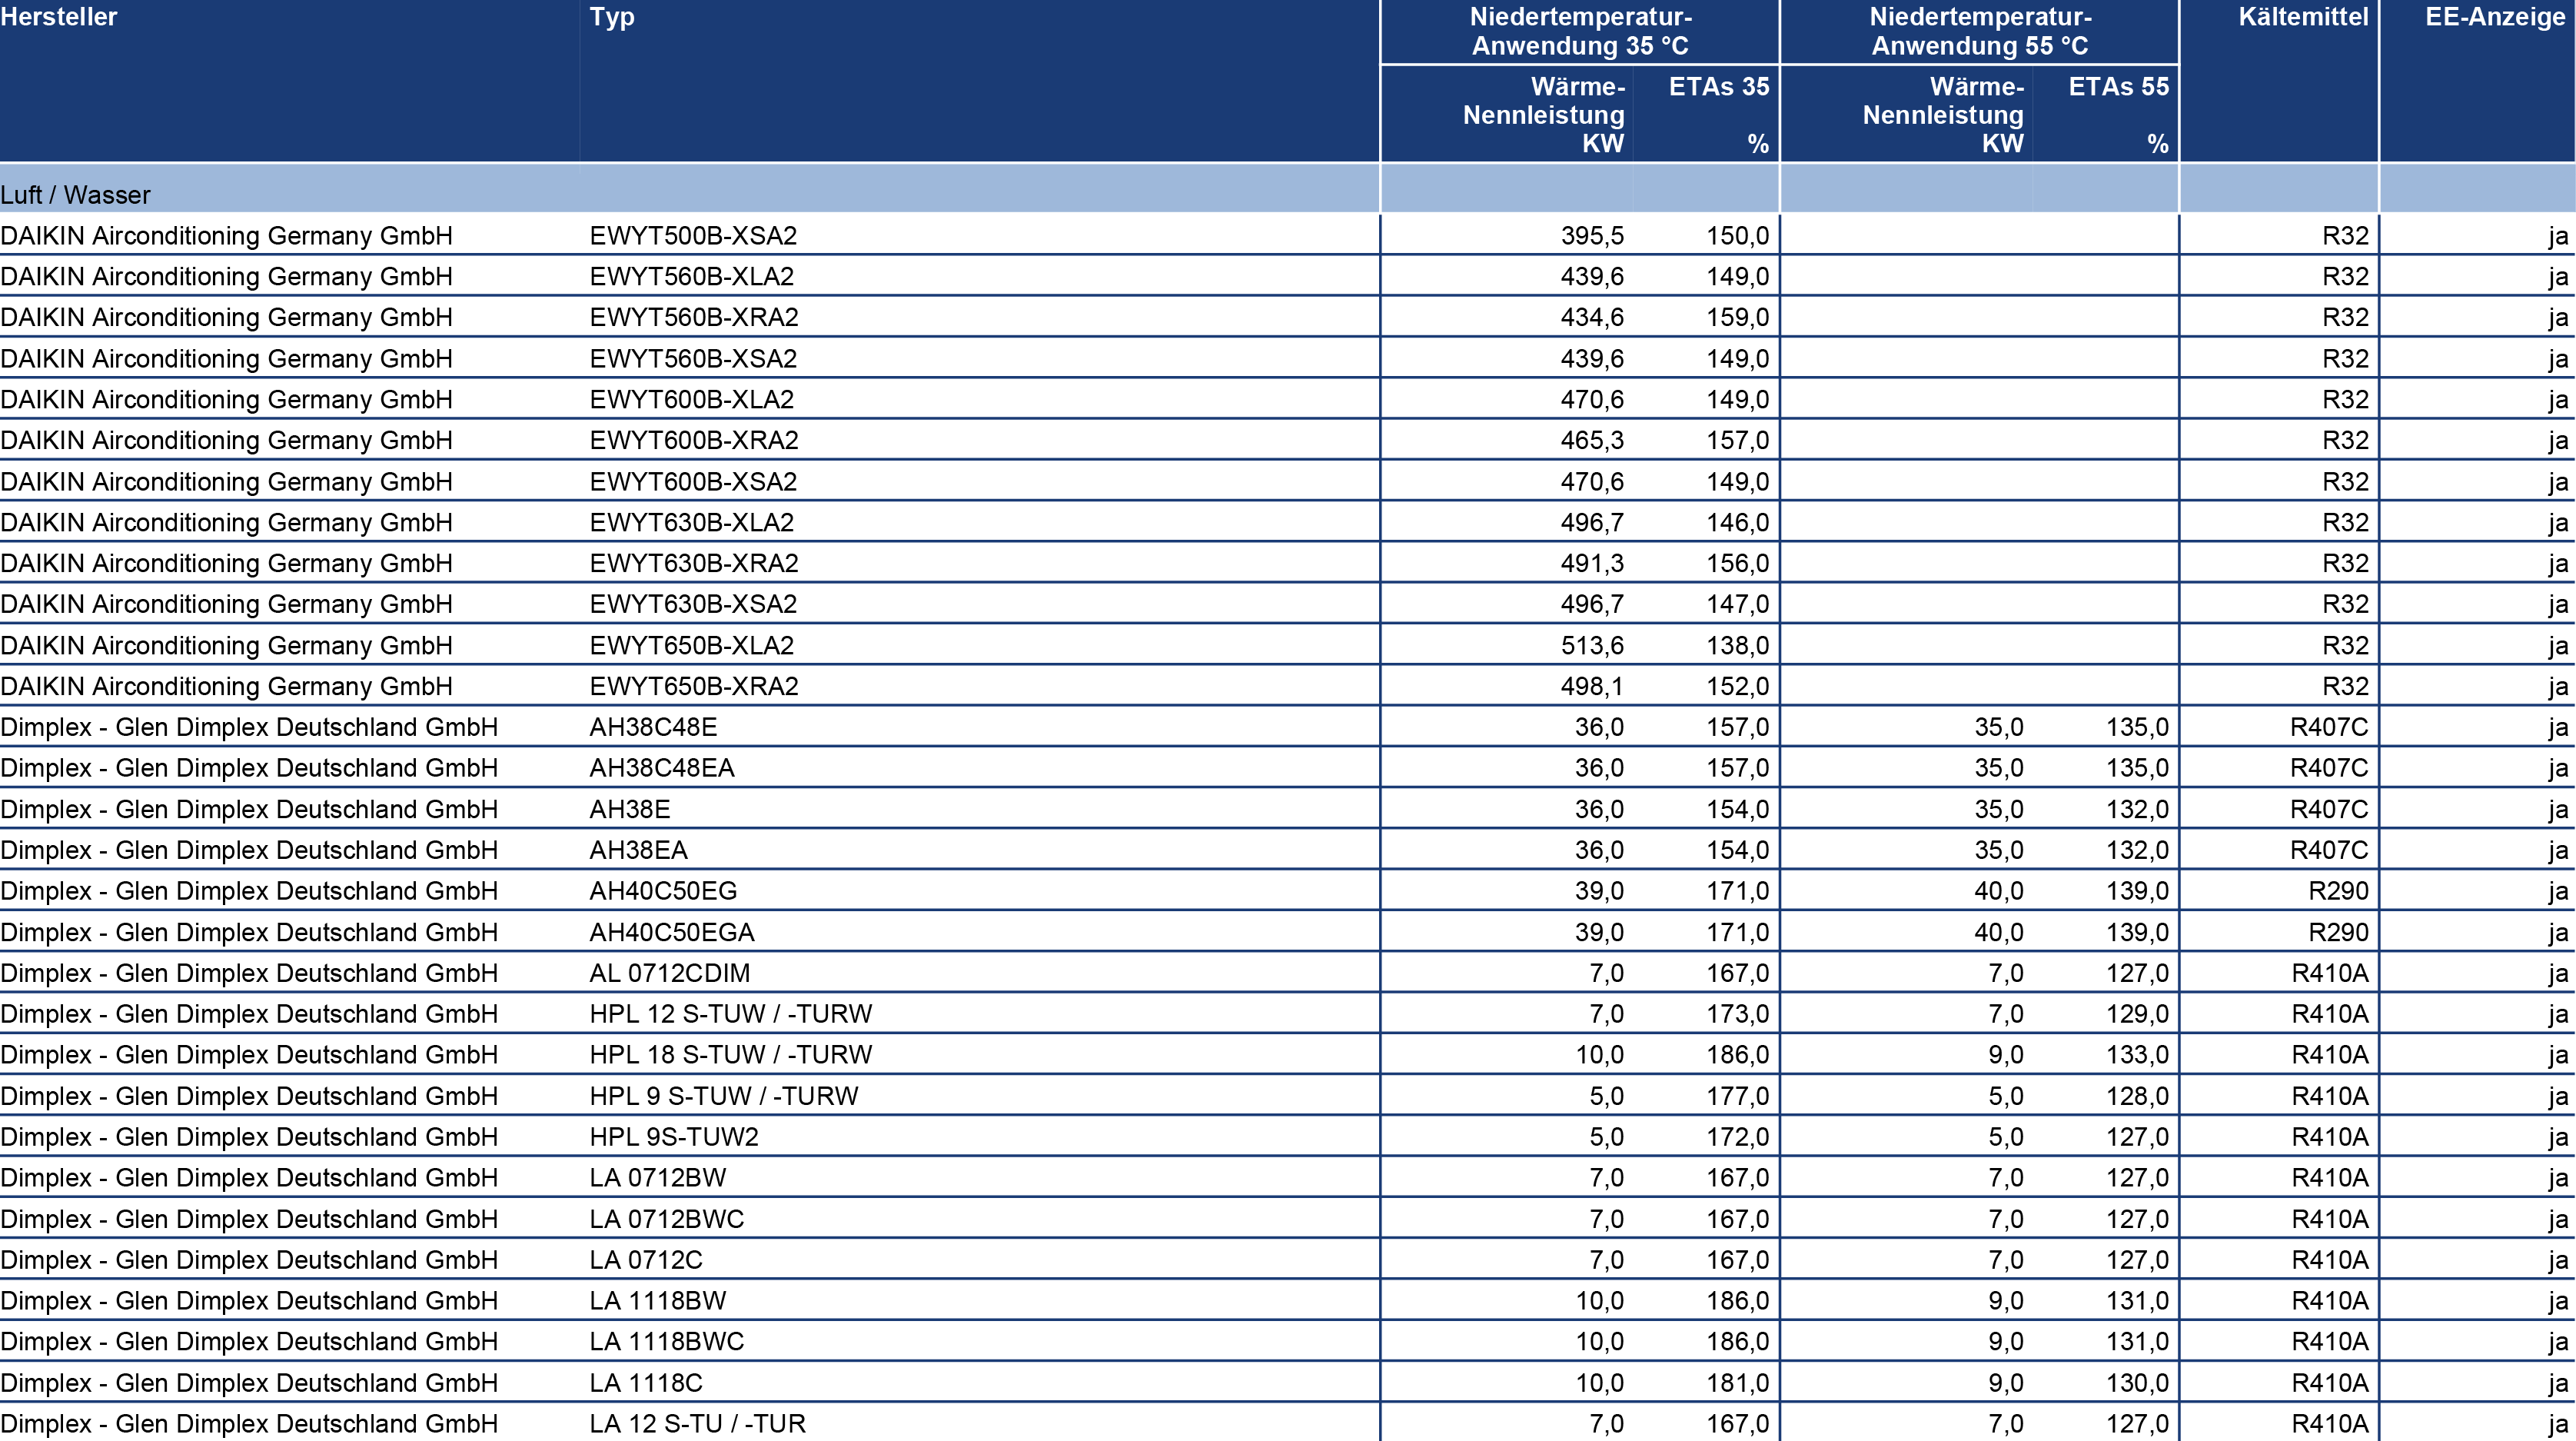 Hersteller Typ Niedertemperatur- Niedertemperatur- Kältemittel EE-Anzeige
Anwendung 35 °C Anwendung 55 °C
Wärme- ETAs 35 Wärme- ETAs 55
Nennleistung Nennleistung
KW % KW %
Luft / Wasser
DAIKIN Airconditioning Germany GmbH EWYT500B-XSA2 395,5 150,0 R32 ja
DAIKIN Airconditioning Germany GmbH EWYT560B-XLA2 439,6 149,0 R32 ja
DAIKIN Airconditioning Germany GmbH EWYT560B-XRA2 434,6 159,0 R32 ja
DAIKIN Airconditioning Germany GmbH EWYT560B-XSA2 439,6 149,0 R32 ja
DAIKIN Airconditioning Germany GmbH EWYT600B-XLA2 470,6 149,0 R32 ja
DAIKIN Airconditioning Germany GmbH EWYT600B-XRA2 465,3 157,0 R32 ja
DAIKIN Airconditioning Germany GmbH EWYT600B-XSA2 470,6 149,0 R32 ja
DAIKIN Airconditioning Germany GmbH EWYT630B-XLA2 496,7 146,0 R32 ja
DAIKIN Airconditioning Germany GmbH EWYT630B-XRA2 491,3 156,0 R32 ja
DAIKIN Airconditioning Germany GmbH EWYT630B-XSA2 496,7 147,0 R32 ja
DAIKIN Airconditioning Germany GmbH EWYT650B-XLA2 513,6 138,0 R32 ja
DAIKIN Airconditioning Germany GmbH EWYT650B-XRA2 498,1 152,0 R32 ja
Dimplex - Glen Dimplex Deutschland GmbH AH38C48E 36,0 157,0 35,0 135,0 R407C ja
Dimplex - Glen Dimplex Deutschland GmbH AH38C48EA 36,0 157,0 35,0 135,0 R407C ja
Dimplex - Glen Dimplex Deutschland GmbH AH38E 36,0 154,0 35,0 132,0 R407C ja
Dimplex - Glen Dimplex Deutschland GmbH AH38EA 36,0 154,0 35,0 132,0 R407C ja
Dimplex - Glen Dimplex Deutschland GmbH AH40C50EG 39,0 171,0 40,0 139,0 R290 ja
Dimplex - Glen Dimplex Deutschland GmbH AH40C50EGA 39,0 171,0 40,0 139,0 R290 ja
Dimplex - Glen Dimplex Deutschland GmbH AL 0712CDIM 7,0 167,0 7,0 127,0 R410A ja
Dimplex - Glen Dimplex Deutschland GmbH HPL 12 S-TUW / -TURW 7,0 173,0 7,0 129,0 R410A ja
Dimplex - Glen Dimplex Deutschland GmbH HPL 18 S-TUW / -TURW 10,0 186,0 9,0 133,0 R410A ja
Dimplex - Glen Dimplex Deutschland GmbH HPL 9 S-TUW / -TURW 5,0 177,0 5,0 128,0 R410A ja
Dimplex - Glen Dimplex Deutschland GmbH HPL 9S-TUW2 5,0 172,0 5,0 127,0 R410A ja
Dimplex - Glen Dimplex Deutschland GmbH LA 0712BW 7,0 167,0 7,0 127,0 R410A ja
Dimplex - Glen Dimplex Deutschland GmbH LA 0712BWC 7,0 167,0 7,0 127,0 R410A ja
Dimplex - Glen Dimplex Deutschland GmbH LA 0712C 7,0 167,0 7,0 127,0 R410A ja
Dimplex - Glen Dimplex Deutschland GmbH LA 1118BW 10,0 186,0 9,0 131,0 R410A ja
Dimplex - Glen Dimplex Deutschland GmbH LA 1118BWC 10,0 186,0 9,0 131,0 R410A ja
Dimplex - Glen Dimplex Deutschland GmbH LA 1118C 10,0 181,0 9,0 130,0 R410A ja
Dimplex - Glen Dimplex Deutschland GmbH LA 12 S-TU / -TUR 7,0 167,0 7,0 127,0 R410A ja